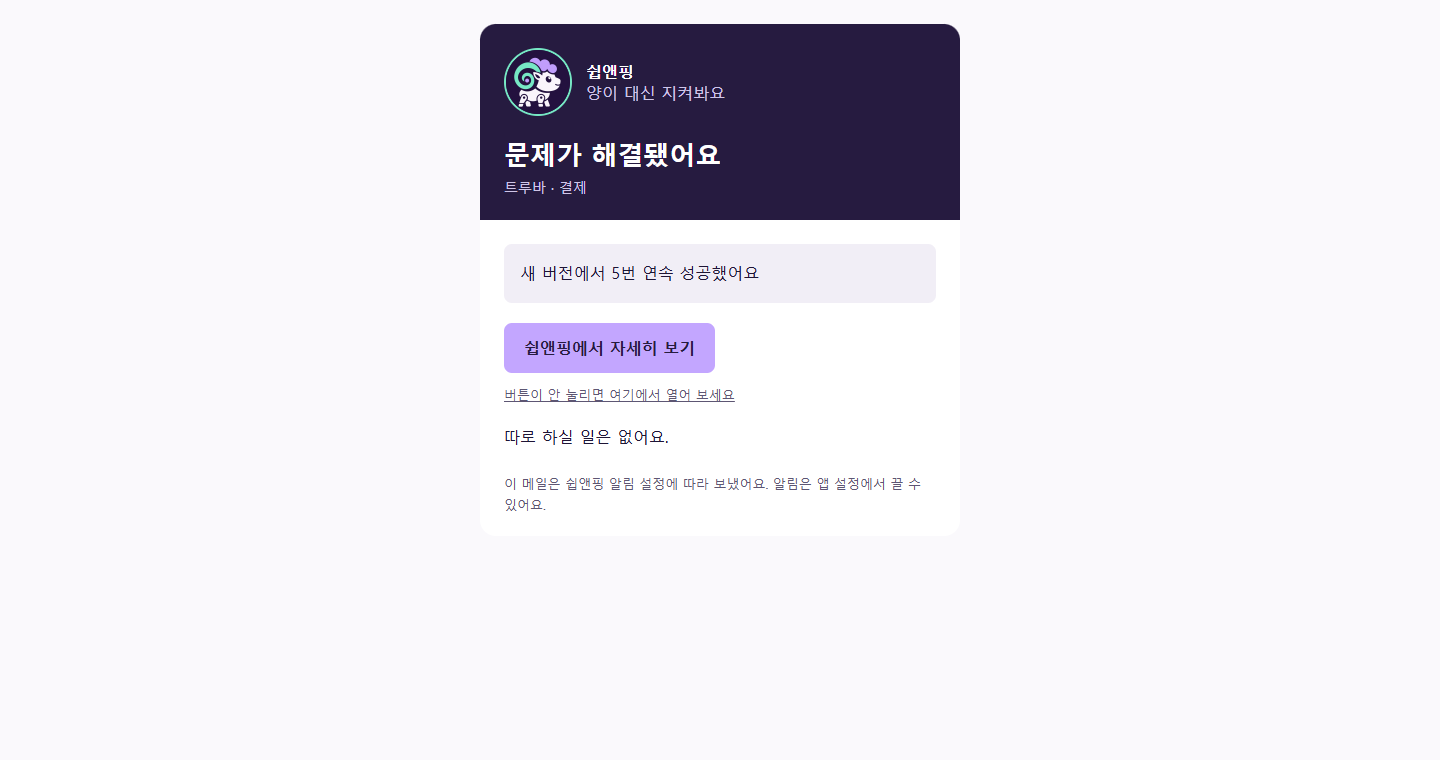 쉽앤핑
양이 대신 지켜봐요
문제가 해결됐어요
트루바 · 결제
새 버전에서 5번 연속 성공했어요
쉽앤핑에서 자세히 보기
버튼이 안 눌리면 여기에서 열어 보세요
따로 하실 일은 없어요.
이 메일은 쉽앤핑 알림 설정에 따라 보냈어요. 알림은 앱 설정에서 끌 수
있어요.